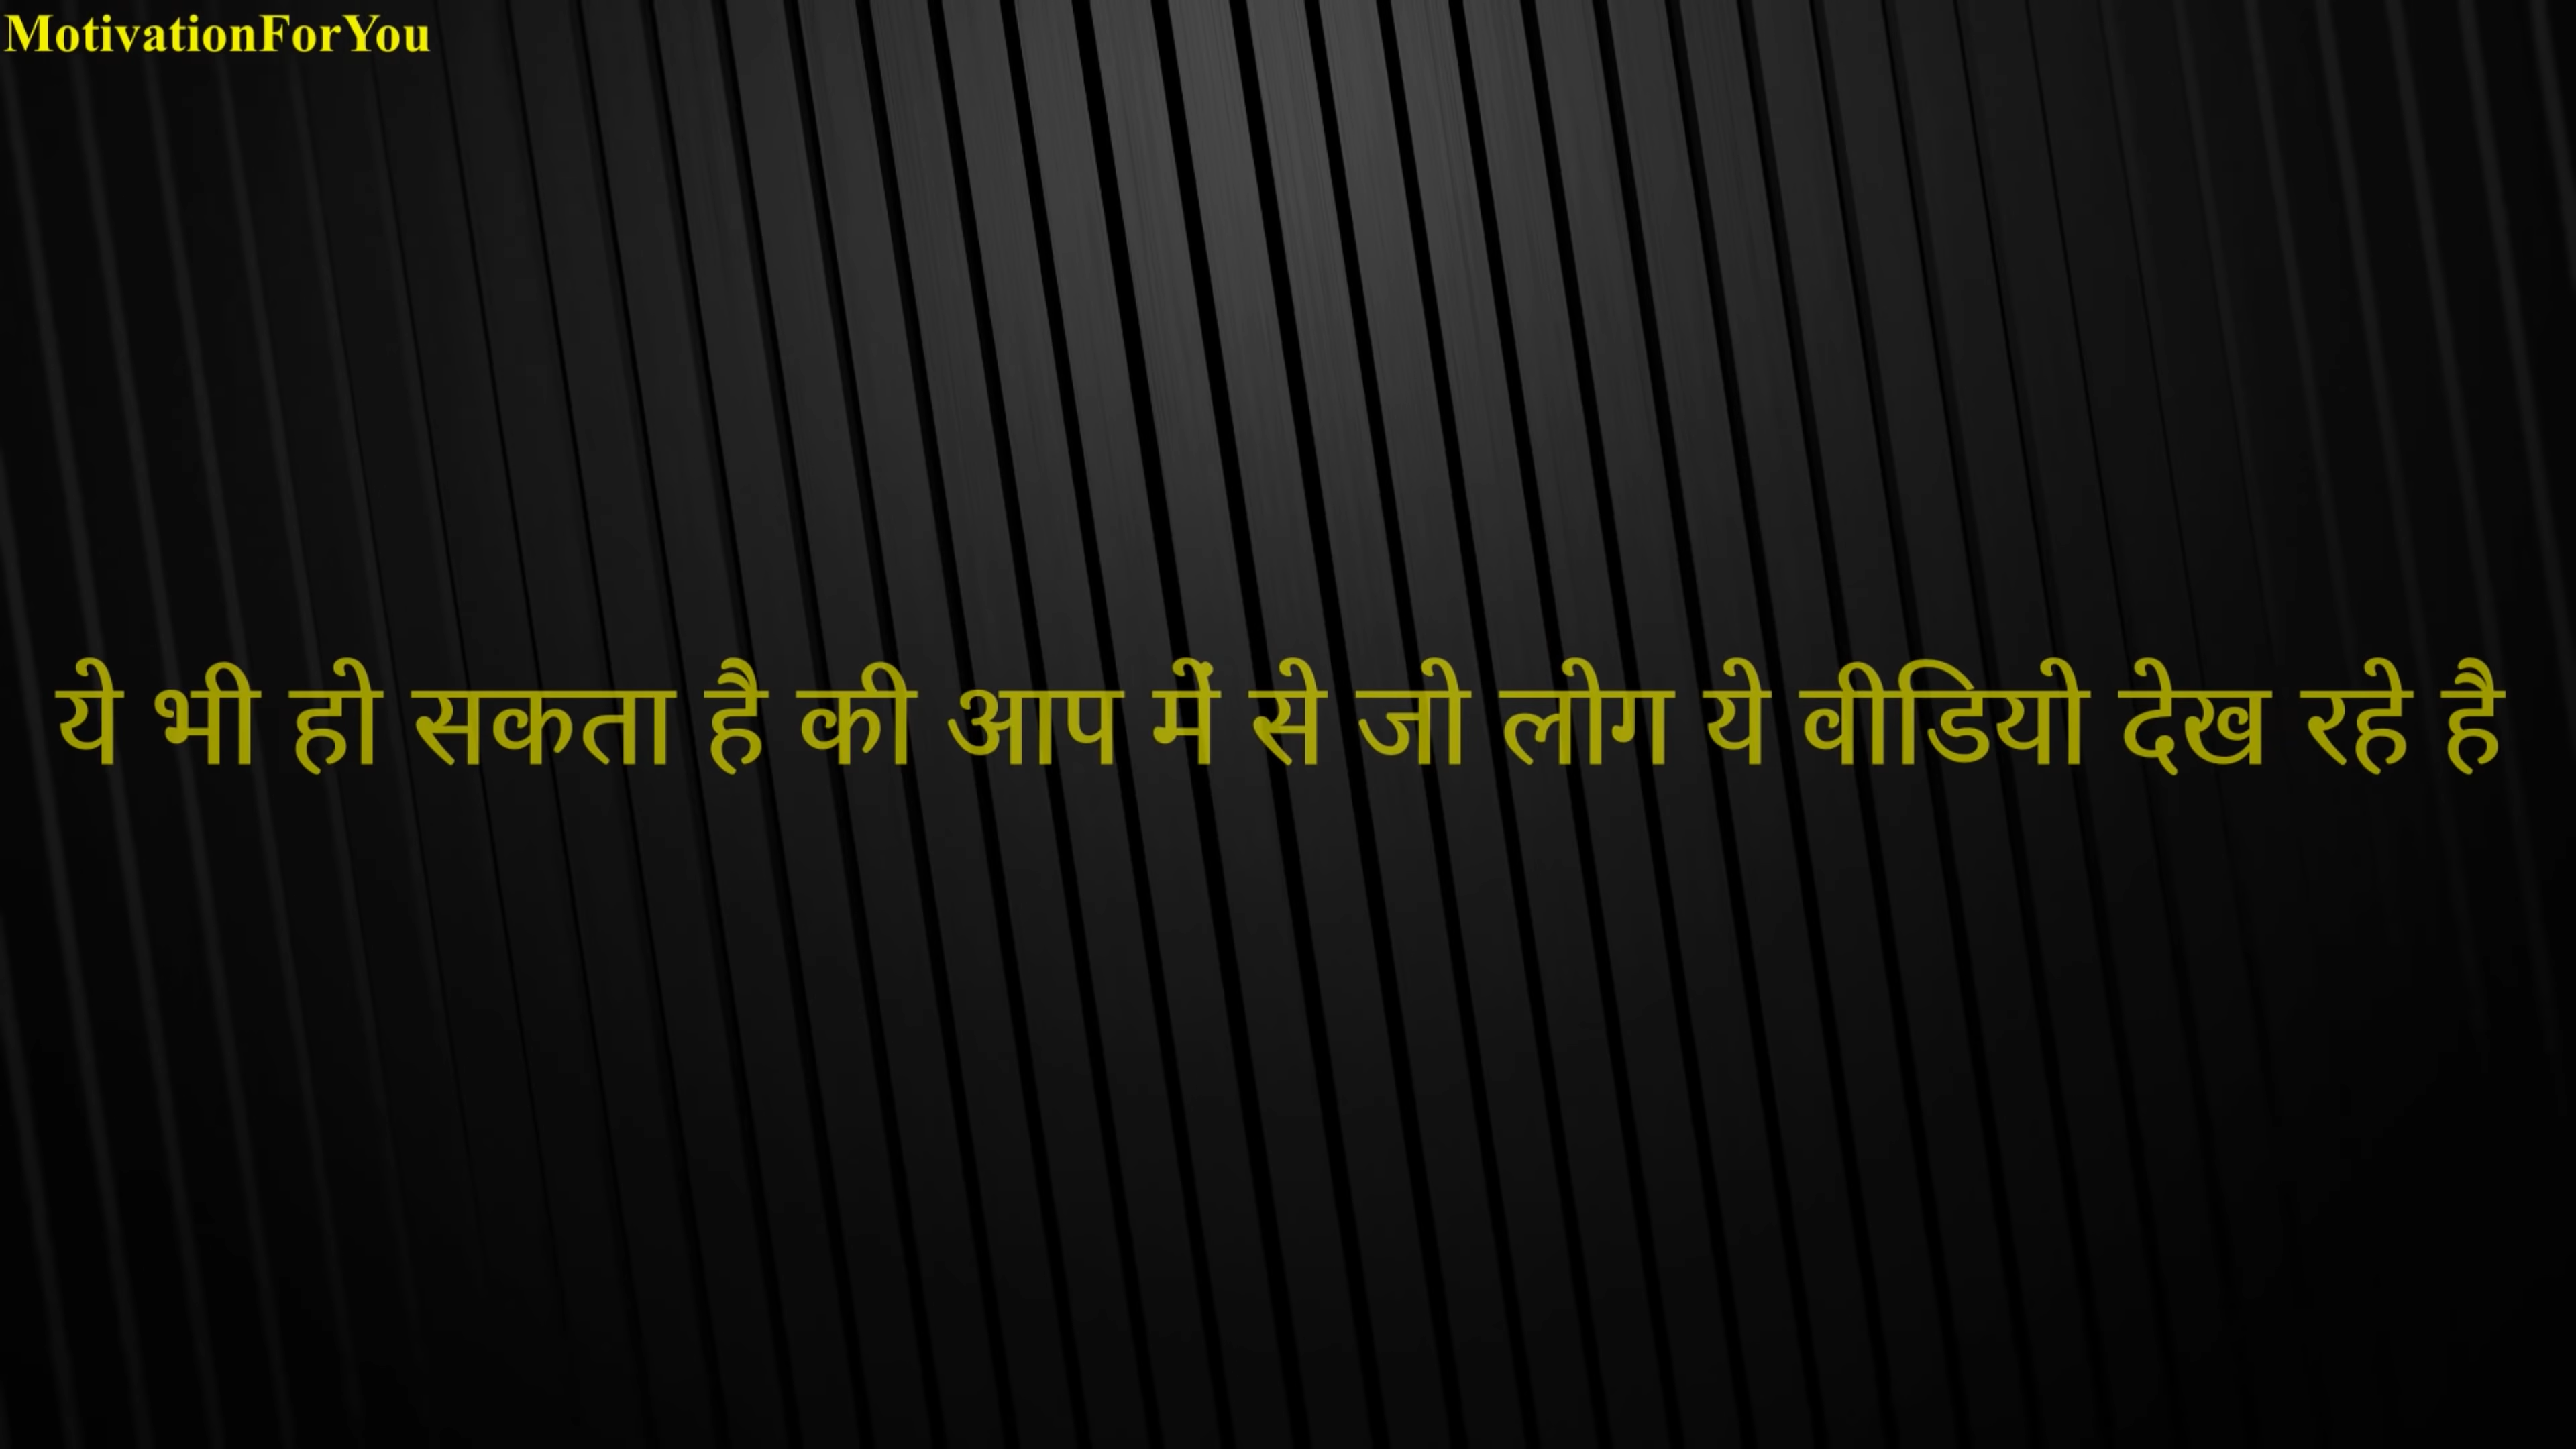 MotivationForYou
ये भी हो सकता है की आप में से जो लोग ये वीडियो देख रहे है